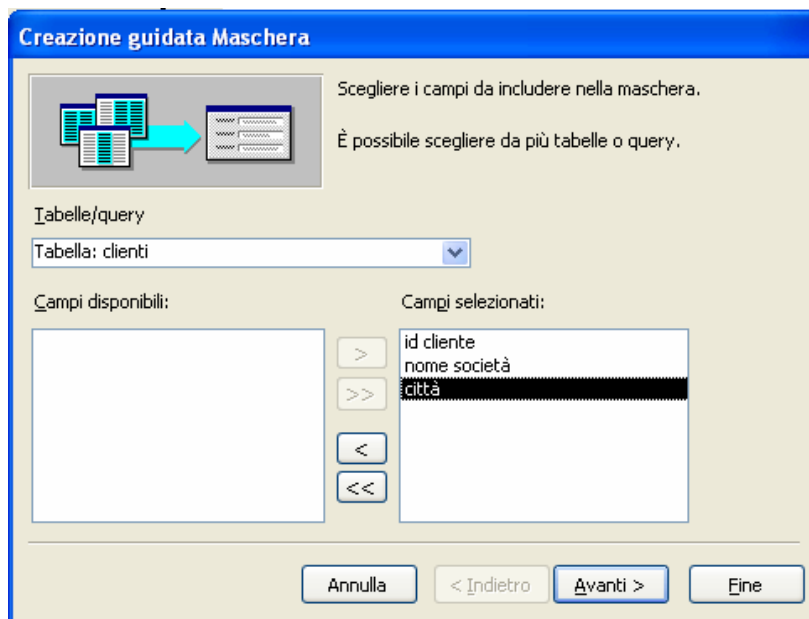 Creazione guidata Maschera
Scegliere i campi da includere nella maschera.
È possibile scegliere da più tabelle o query.
Tabelle/query
Tabella: clienti
Campi disponibili:
Campi selezionati:
>
>>
<
<<
id cliente
nome società
città
Annulla
< Indietro
Avanti >
Fine